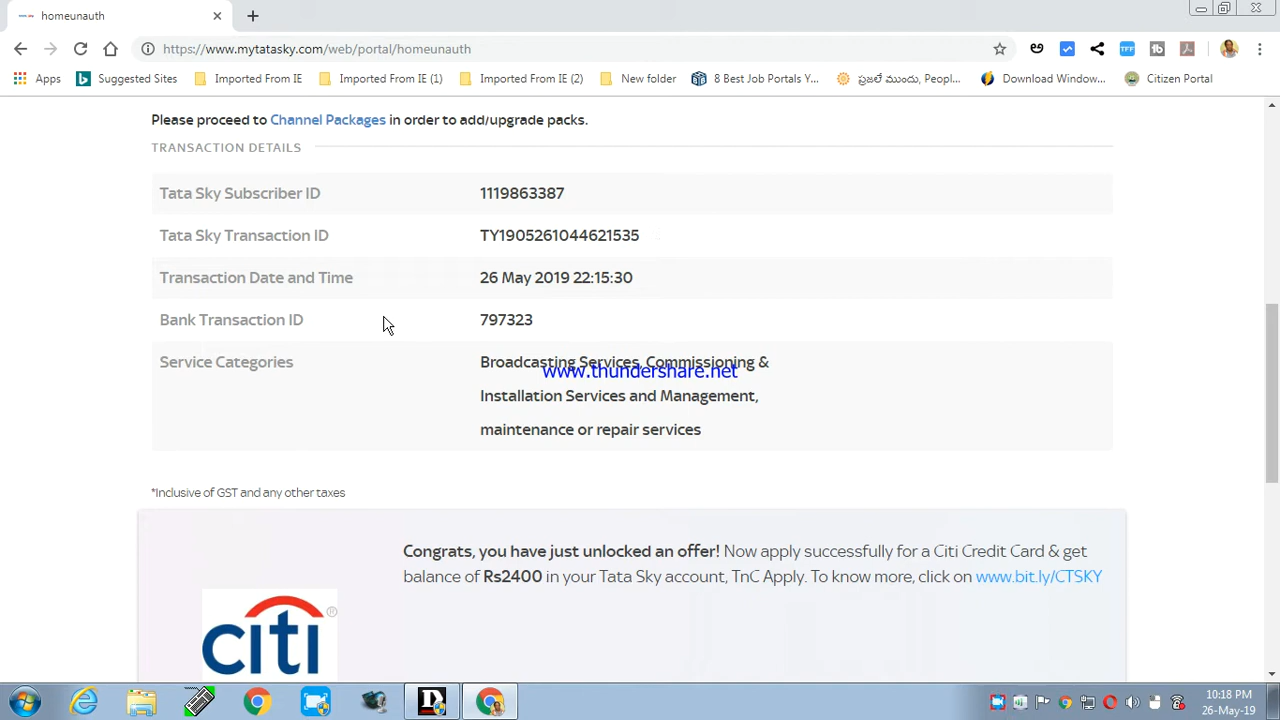 homeunauth
https://www.mytatasky.com/web/portal/homeunauth
Apps Suggested Sites Imported From IE Imported From IE (1) Imported From IE (2) New folder 8 Best Job Portals Y... ప్రజలే ముందు, Peopl... Download Window... Citizen Portal
Please proceed to Channel Packages in order to add/upgrade packs.
TRANSACTION DETAILS
Tata Sky Subscriber ID 1119863387
Tata Sky Transaction ID TY1905261044621535
Transaction Date and Time 26 May 2019 22:15:30
Bank Transaction ID 797323
Service Categories Broadcasting Services, Commissioning &
www.thundershare.net
Installation Services and Management,
maintenance or repair services
*Inclusive of GST and any other taxes
Congrats, you have just unlocked an offer! Now apply successfully for a Citi Credit Card & get
balance of Rs2400 in your Tata Sky account, TnC Apply. To know more, click on www.bit.ly/CTSKY
citi®
10:18 PM
26-May-19